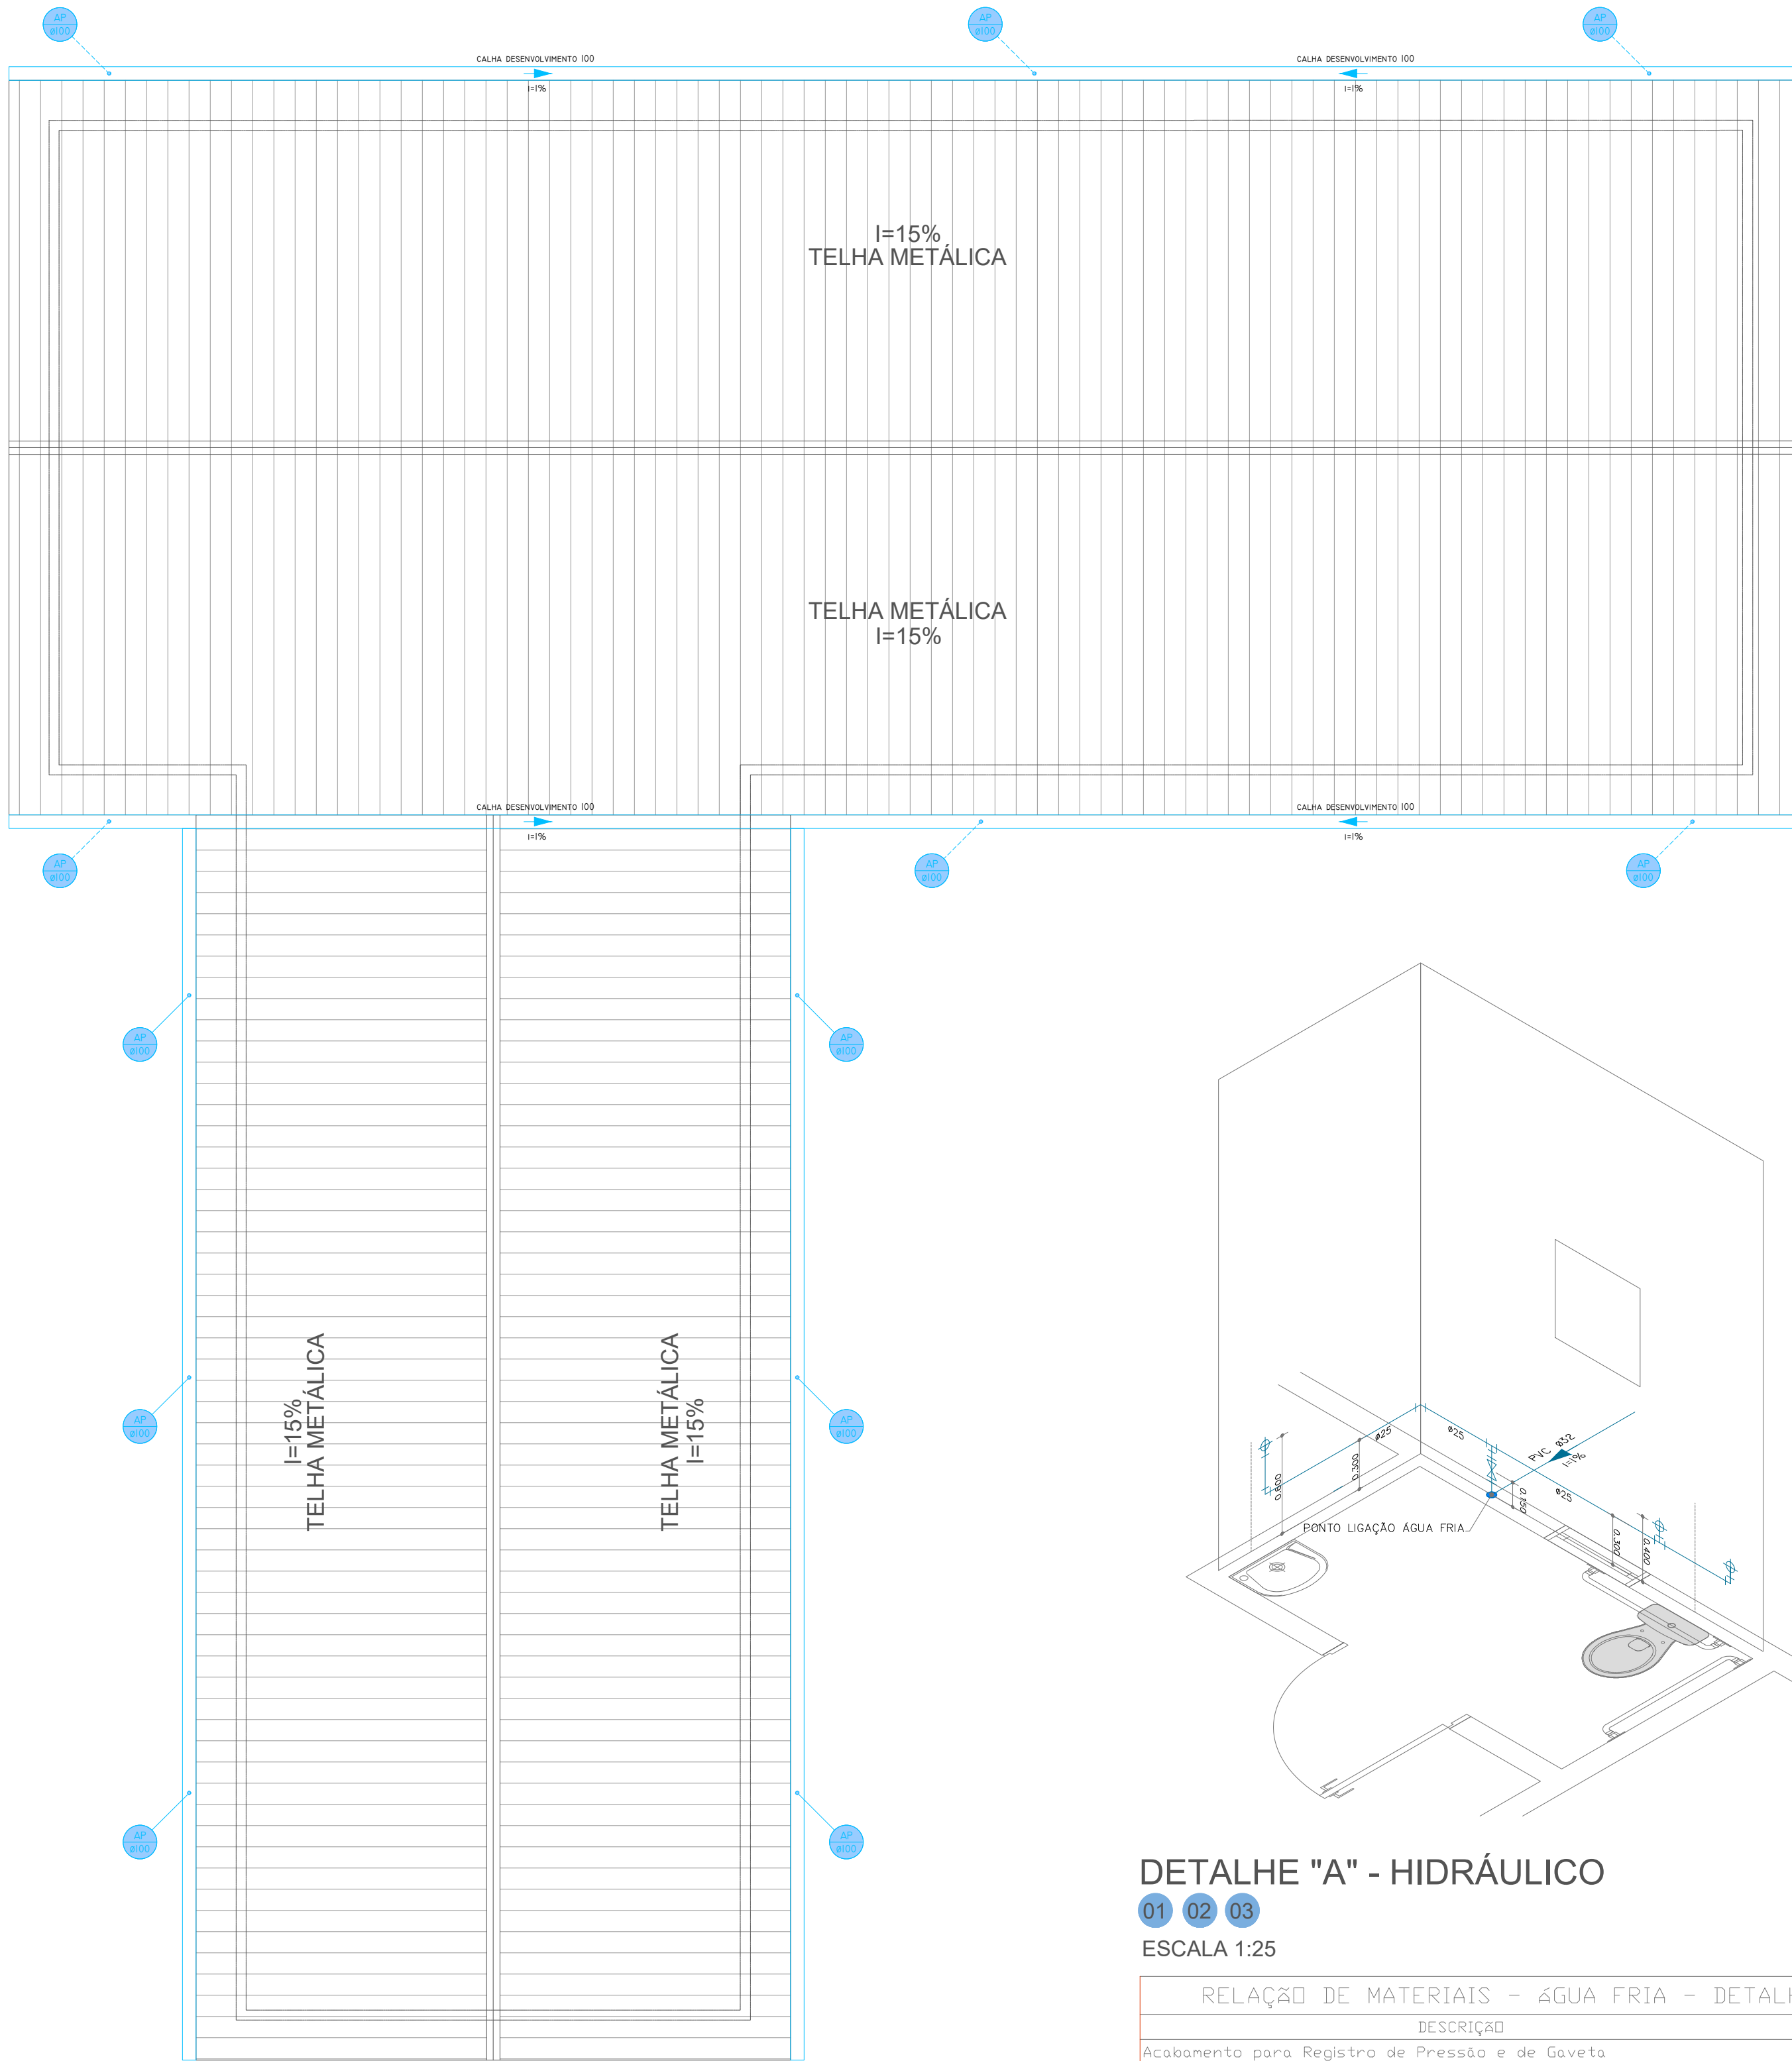 AP
ø100
AP
ø100
AP
ø100
CALHA DESENVOLVIMENTO 100
i=1%
CALHA DESENVOLVIMENTO 100
i=1%
I=15%
TELHA METÁLICA
TELHA METÁLICA
I=15%
CALHA DESENVOLVIMENTO 100
i=1%
CALHA DESENVOLVIMENTO 100
i=1%
AP
ø100
AP
ø100
AP
ø100
AP
ø100
AP
ø100
AP
ø100
AP
ø100
I=15%
TELHA METÁLICA
TELHA METÁLICA
I=15%
AP
ø100
AP
ø100
ø25
ø25
PVC ø32
i=1%
ø25
0.800
0.300
0.150
0.300
0.400
PONTO LIGAÇÃO ÁGUA FRIA
DETALHE "A" - HIDRÁULICO
01 02 03
ESCALA 1:25
RELAÇÃO DE MATERIAIS - ÁGUA FRIA -
DESCRIÇÃO
Acabamento para Registro de Pressão e de Gaveta